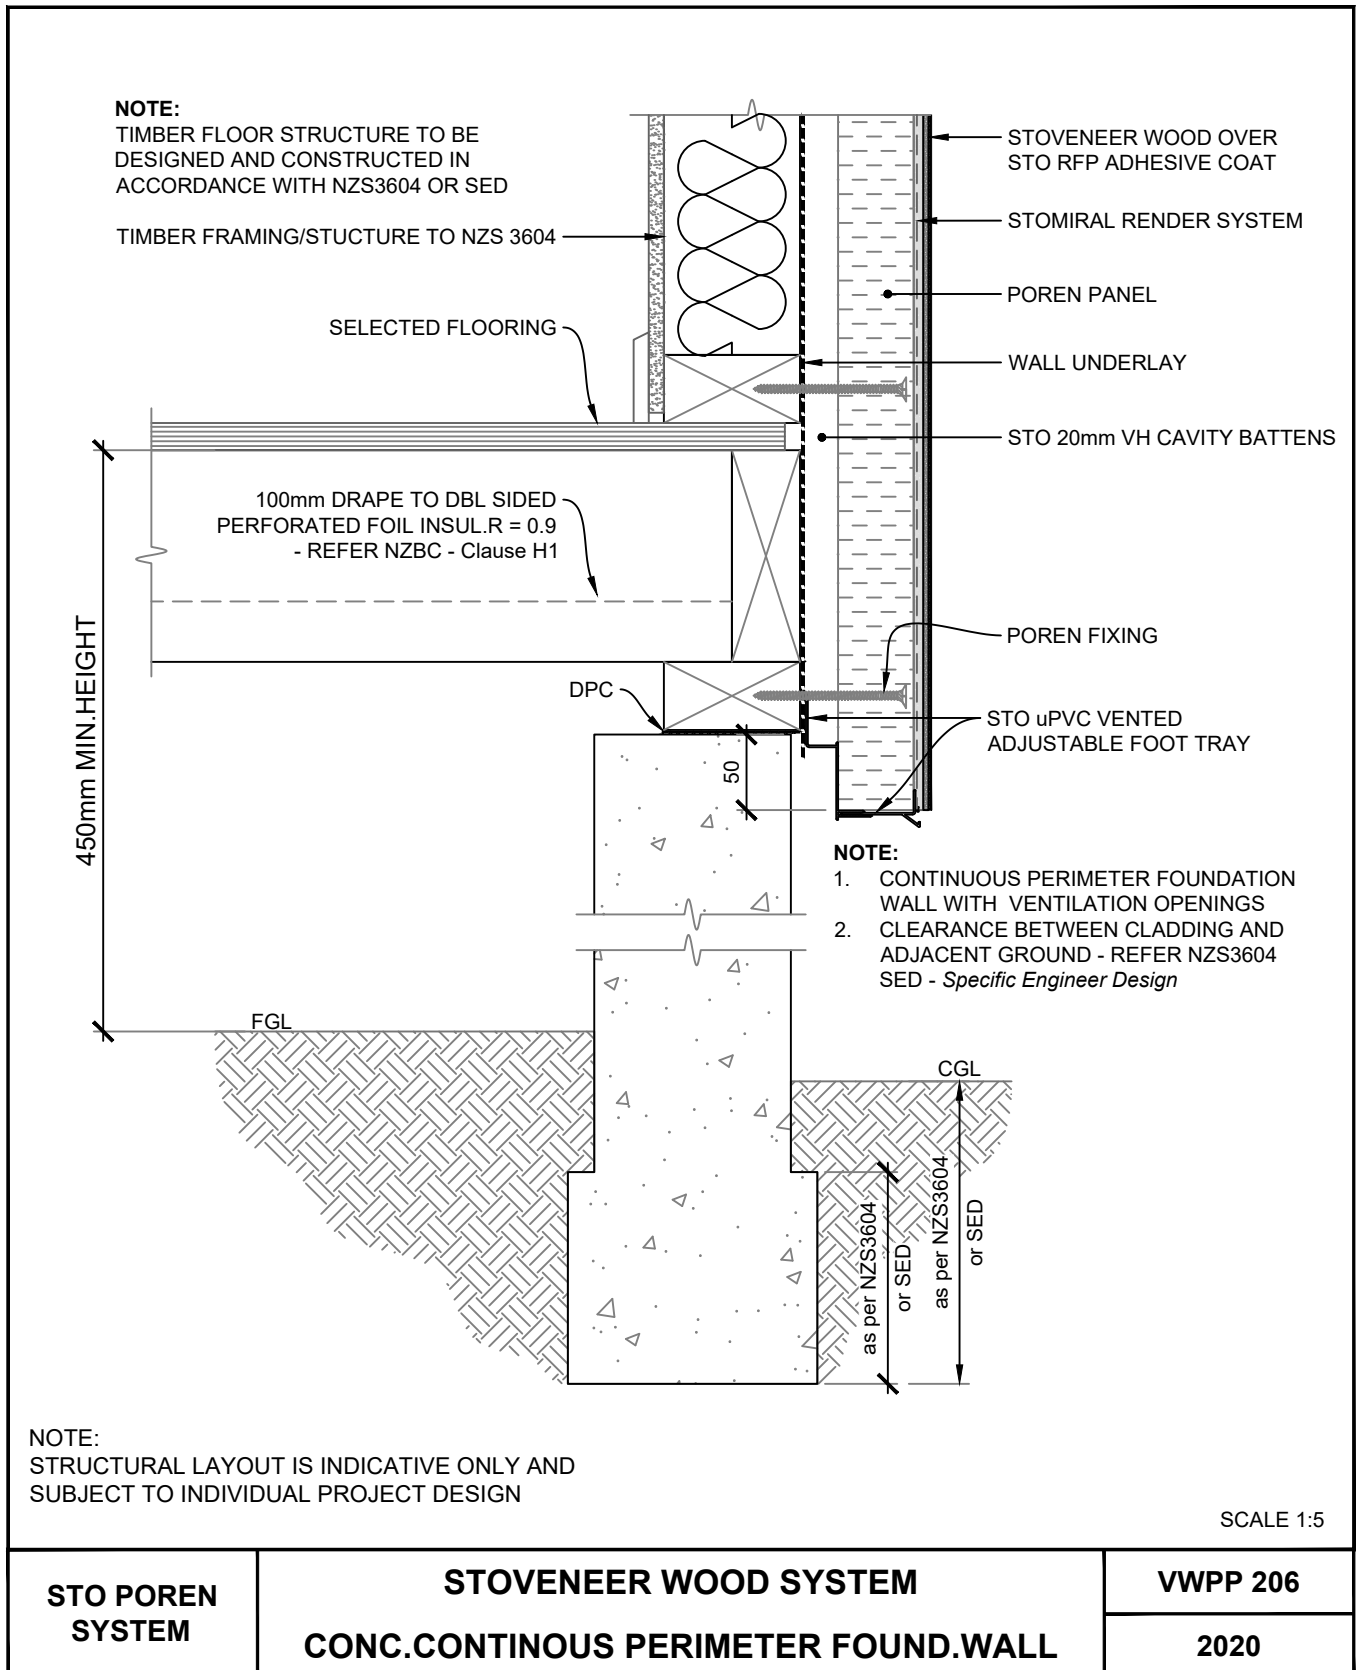 NOTE:
TIMBER FLOOR STRUCTURE TO BE
DESIGNED AND CONSTRUCTED IN
ACCORDANCE WITH NZS3604 OR SED
TIMBER FRAMING/STUCTURE TO NZS 3604
SELECTED FLOORING
100mm DRAPE TO DBL SIDED
PERFORATED FOIL INSUL.R = 0.9
- REFER NZBC - Clause H1
450mm MIN.HEIGHT
DPC
50
FGL
STOVENEER WOOD OVER
STO RFP ADHESIVE COAT
STOMIRAL RENDER SYSTEM
POREN PANEL
WALL UNDERLAY
STO 20mm VH CAVITY BATTENS
POREN FIXING
STO uPVC VENTED
ADJUSTABLE FOOT TRAY
NOTE:
1. CONTINUOUS PERIMETER FOUNDATION
WALL WITH VENTILATION OPENINGS
2. CLEARANCE BETWEEN CLADDING AND
ADJACENT GROUND - REFER NZS3604
SED - Specific Engineer Design
CGL
as per NZS3604
or SED
as per NZS3604
or SED
NOTE:
STRUCTURAL LAYOUT IS INDICATIVE ONLY AND
SUBJECT TO INDIVIDUAL PROJECT DESIGN
SCALE 1:5
STO POREN
SYSTEM
STOVENEER WOOD SYSTEM
CONC.CONTINOUS PERIMETER FOUND.WALL
VWPP 206
2020